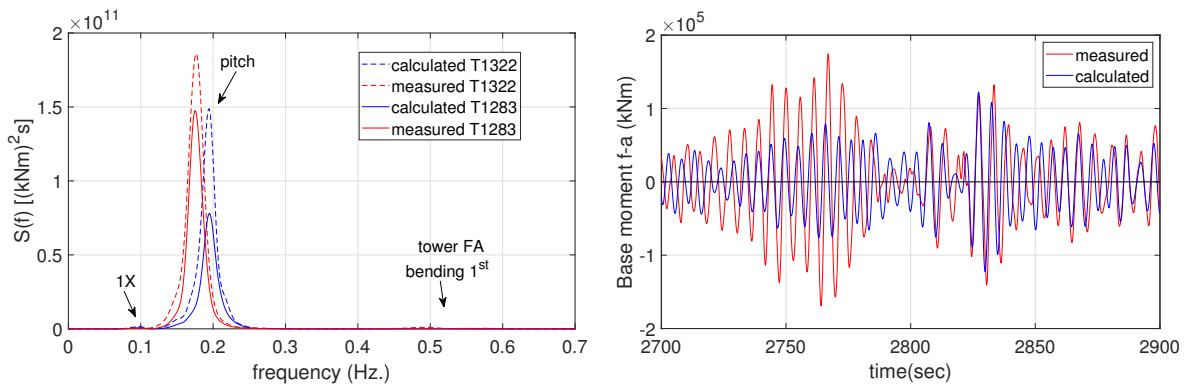 ×10¹¹
2
1.5
1
0.5
0
S(f) [(kNm)²s]
0 0.1 0.2 0.3 0.4 0.5 0.6 0.7
frequency (Hz.)
pitch
1X
tower FA
bending 1ˢᵗ
calculated T1322
measured T1322
calculated T1283
measured T1283
×10⁵
2
1
0
-1
-2
Base moment f-a (kNm)
2700 2750 2800 2850 2900
time(sec)
measured
calculated